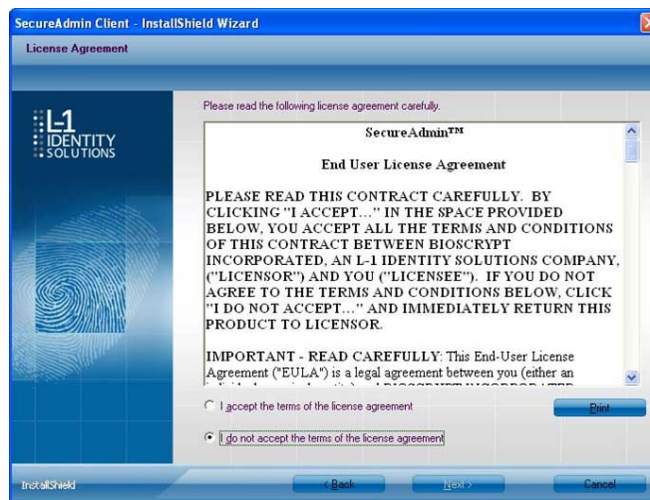 SecureAdmin Client - InstallShield Wizard
License Agreement
L-1
IDENTITY
SOLUTIONS
Please read the following license agreement carefully.
SecureAdmin™
End User License Agreement
PLEASE READ THIS CONTRACT CAREFULLY. BY
CLICKING "I ACCEPT..." IN THE SPACE PROVIDED
BELOW, YOU ACCEPT ALL THE TERMS AND CONDITIONS
OF THIS CONTRACT BETWEEN BIOSCRYPT
INCORPORATED, AN L-1 IDENTITY SOLUTIONS COMPANY,
("LICENSOR") AND YOU ("LICENSEE"). IF YOU DO NOT
AGREE TO THE TERMS AND CONDITIONS BELOW, CLICK
"I DO NOT ACCEPT..." AND IMMEDIATELY RETURN THIS
PRODUCT TO LICENSOR.
IMPORTANT - READ CAREFULLY: This End-User License
Agreement ("EULA") is a legal agreement between you (either an
I accept the terms of the license agreement
Print
I do not accept the terms of the license agreement
InstallShield
< Back
Next >
Cancel